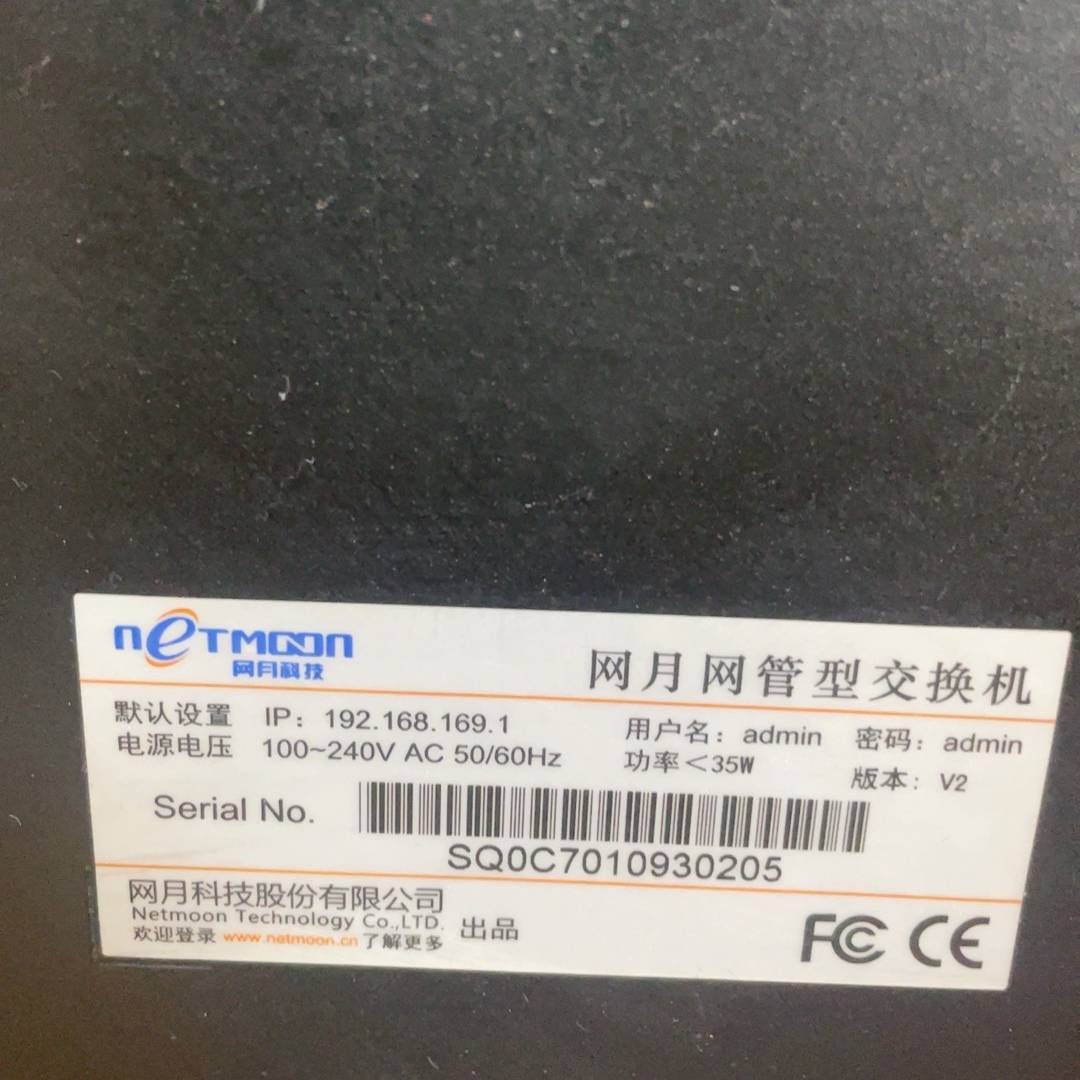 netmoon
网月科技
网月网管型交换机
默认设置 IP：192.168.169.1 用户名：admin 密码：admin
电源电压 100~240V AC 50/60Hz 功率＜35W 版本：V2
Serial No.
SQ0C7010930205
网月科技股份有限公司
Netmoon Technology Co.,LTD. 出品
欢迎登录 www.netmoon.cn 了解更多
FC CE